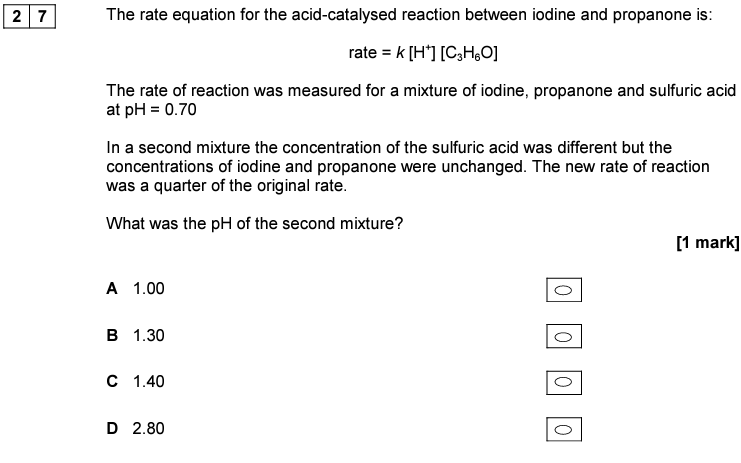 2 7 The rate equation for the acid-catalysed reaction between iodine and propanone is:
rate = k [H⁺] [C₃H₆O]
The rate of reaction was measured for a mixture of iodine, propanone and sulfuric acid
at pH = 0.70
In a second mixture the concentration of the sulfuric acid was different but the
concentrations of iodine and propanone were unchanged. The new rate of reaction
was a quarter of the original rate.
What was the pH of the second mixture?
[1 mark]
A 1.00
B 1.30
C 1.40
D 2.80